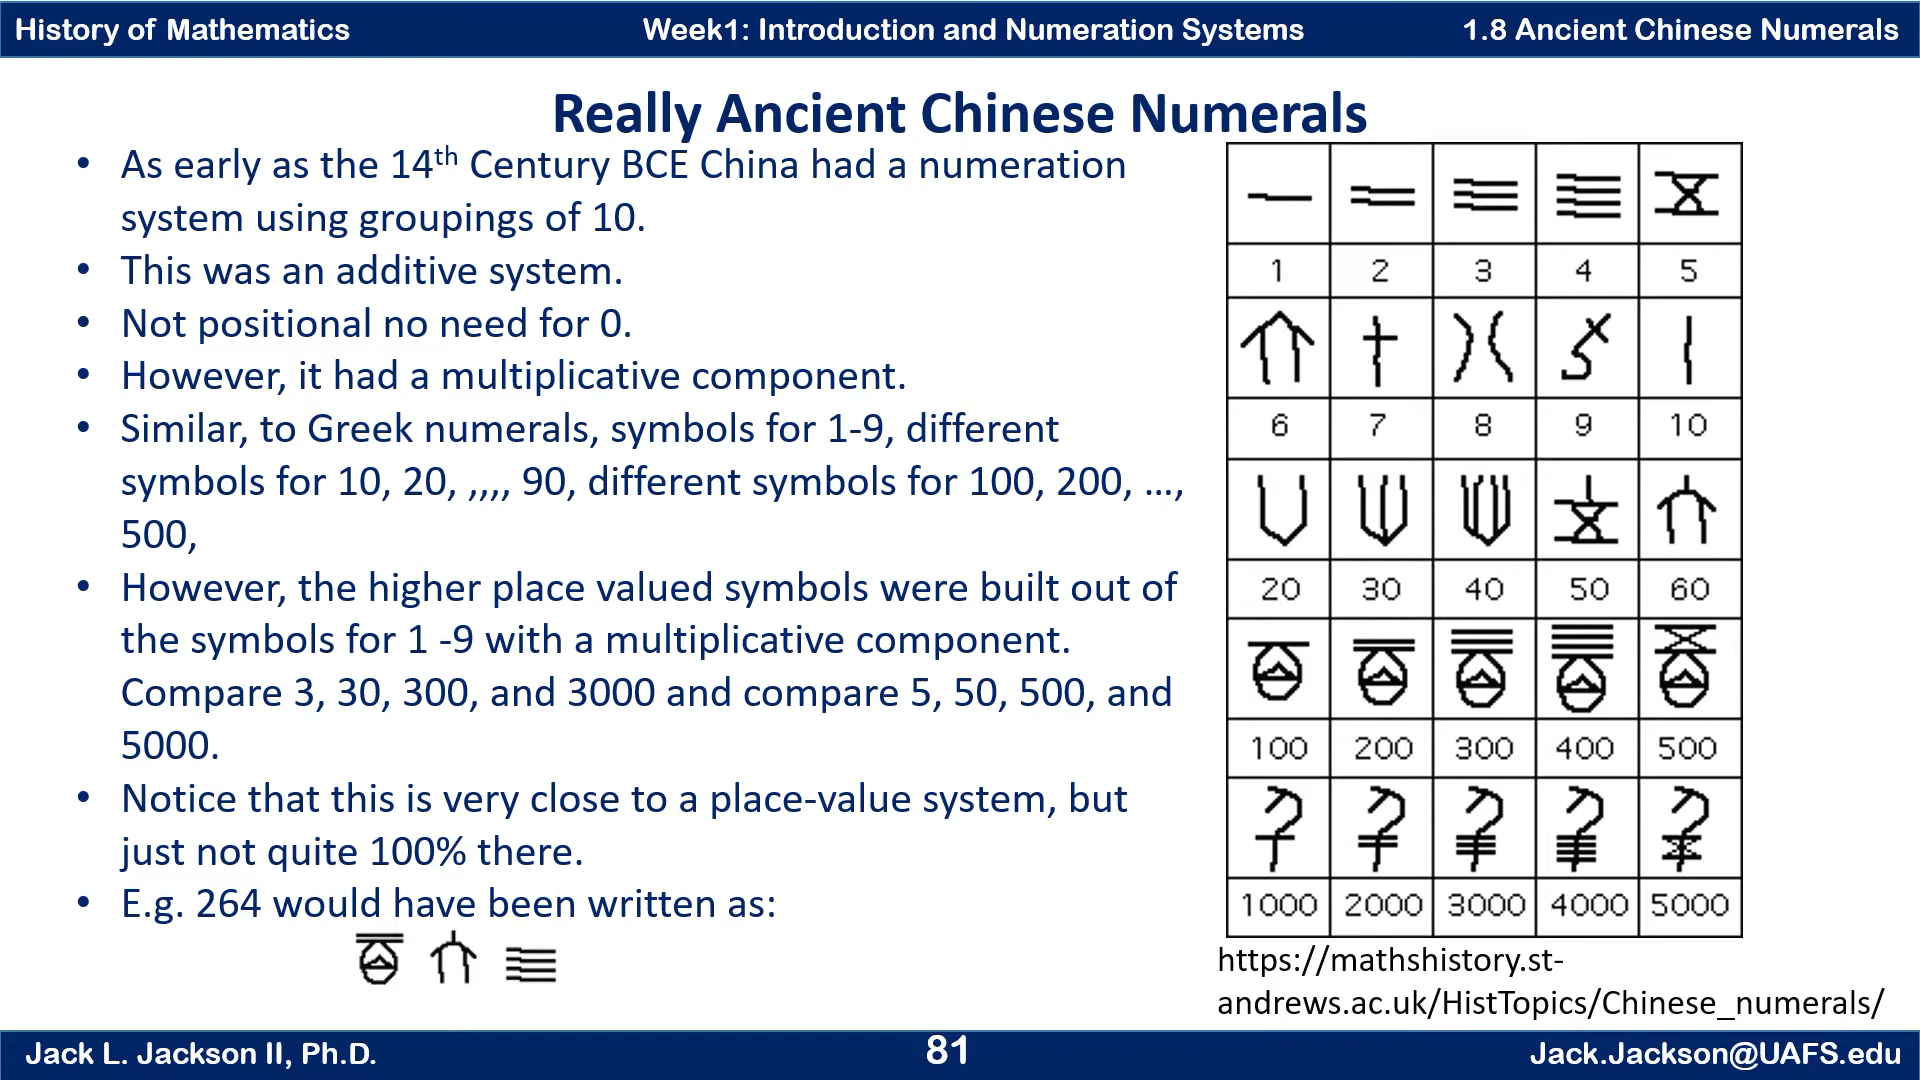 History of Mathematics
Week1: Introduction and Numeration Systems
1.8 Ancient Chinese Numerals
Really Ancient Chinese Numerals
• As early as the 14th Century BCE China had a numeration
system using groupings of 10.
• This was an additive system.
• Not positional no need for 0.
• However, it had a multiplicative component.
• Similar, to Greek numerals, symbols for 1-9, different
symbols for 10, 20, ,,,, 90, different symbols for 100, 200, …,
500,
• However, the higher place valued symbols were built out of
the symbols for 1 -9 with a multiplicative component.
Compare 3, 30, 300, and 3000 and compare 5, 50, 500, and
5000.
• Notice that this is very close to a place-value system, but
just not quite 100% there.
• E.g. 264 would have been written as:
1 2 3 4 5
6 7 8 9 10
20 30 40 50 60
100 200 300 400 500
1000 2000 3000 4000 5000
https://mathshistory.st-
andrews.ac.uk/HistTopics/Chinese_numerals/
Jack L. Jackson II, Ph.D.
81
Jack.Jackson@UAFS.edu